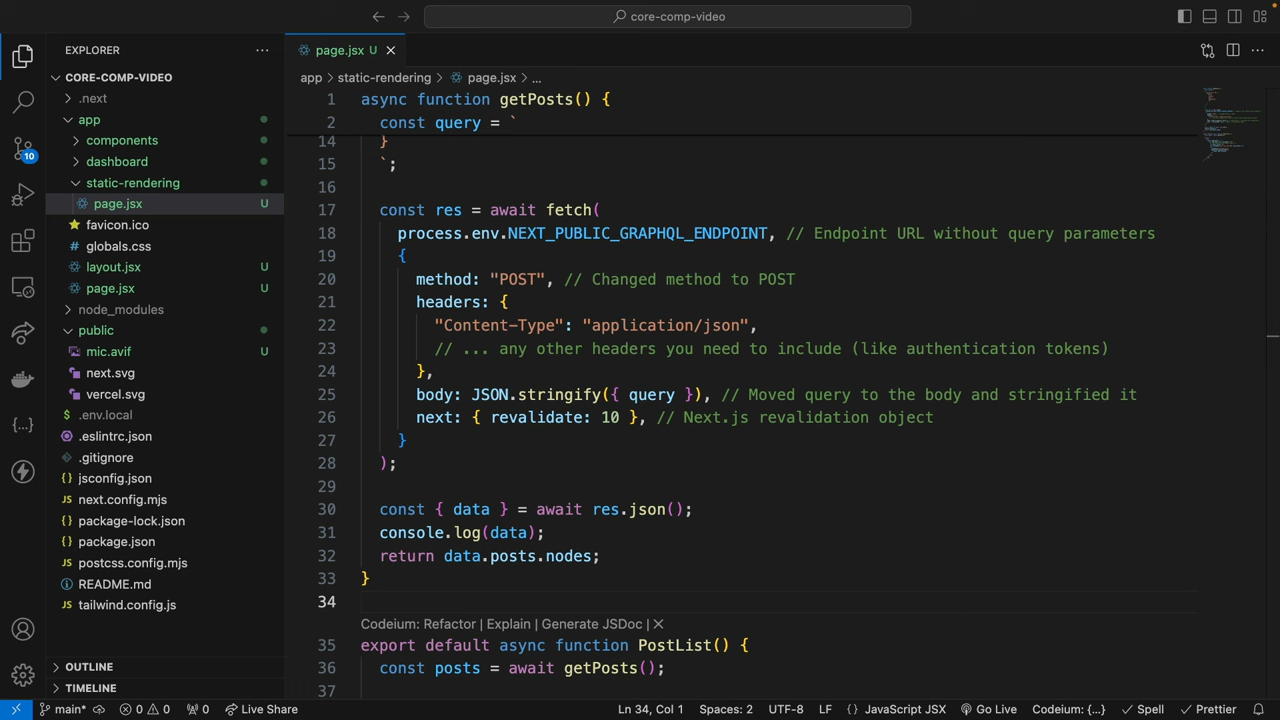 core-comp-video
EXPLORER
CORE-COMP-VIDEO
.next
app
components
dashboard
static-rendering
page.jsx U
favicon.ico
globals.css
layout.jsx U
page.jsx U
node_modules
public
mic.avif U
next.svg
vercel.svg
.env.local
.eslintrc.json
.gitignore
jsconfig.json
next.config.mjs
package-lock.json
package.json
postcss.config.mjs
README.md
tailwind.config.js
OUTLINE
TIMELINE
10
page.jsx U
app > static-rendering > page.jsx > ...
1 async function getPosts() {
2 const query = `
14 }
15 `;
16
17 const res = await fetch(
18 process.env.NEXT_PUBLIC_GRAPHQL_ENDPOINT, // Endpoint URL without query parameters
19 {
20 method: "POST", // Changed method to POST
21 headers: {
22 "Content-Type": "application/json",
23 // ... any other headers you need to include (like authentication tokens)
24 },
25 body: JSON.stringify({ query }), // Moved query to the body and stringified it
26 next: { revalidate: 10 }, // Next.js revalidation object
27 }
28 );
29
30 const { data } = await res.json();
31 console.log(data);
32 return data.posts.nodes;
33 }
34
Codeium: Refactor | Explain | Generate JSDoc | X
35 export default async function PostList() {
36 const posts = await getPosts();
37
main* 0 0 0 Live Share Ln 34, Col 1 Spaces: 2 UTF-8 LF {} JavaScript JSX Go Live Codeium: {...} Spell Prettier